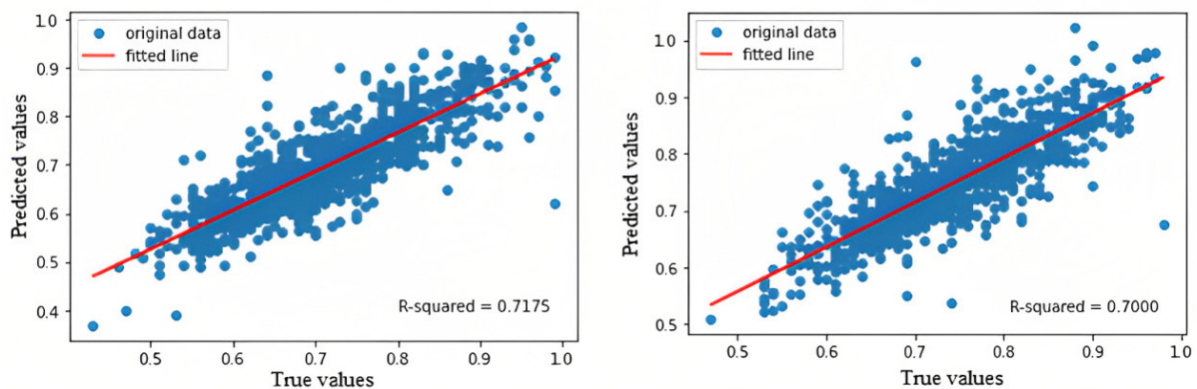 original data
fitted line
1.0
0.9
0.8
0.7
0.6
0.5
0.4
Predicted values
R-squared = 0.7175
0.5 0.6 0.7 0.8 0.9 1.0
True values
original data
fitted line
1.0
0.9
0.8
0.7
0.6
0.5
Predicted values
R-squared = 0.7000
0.5 0.6 0.7 0.8 0.9 1.0
True values